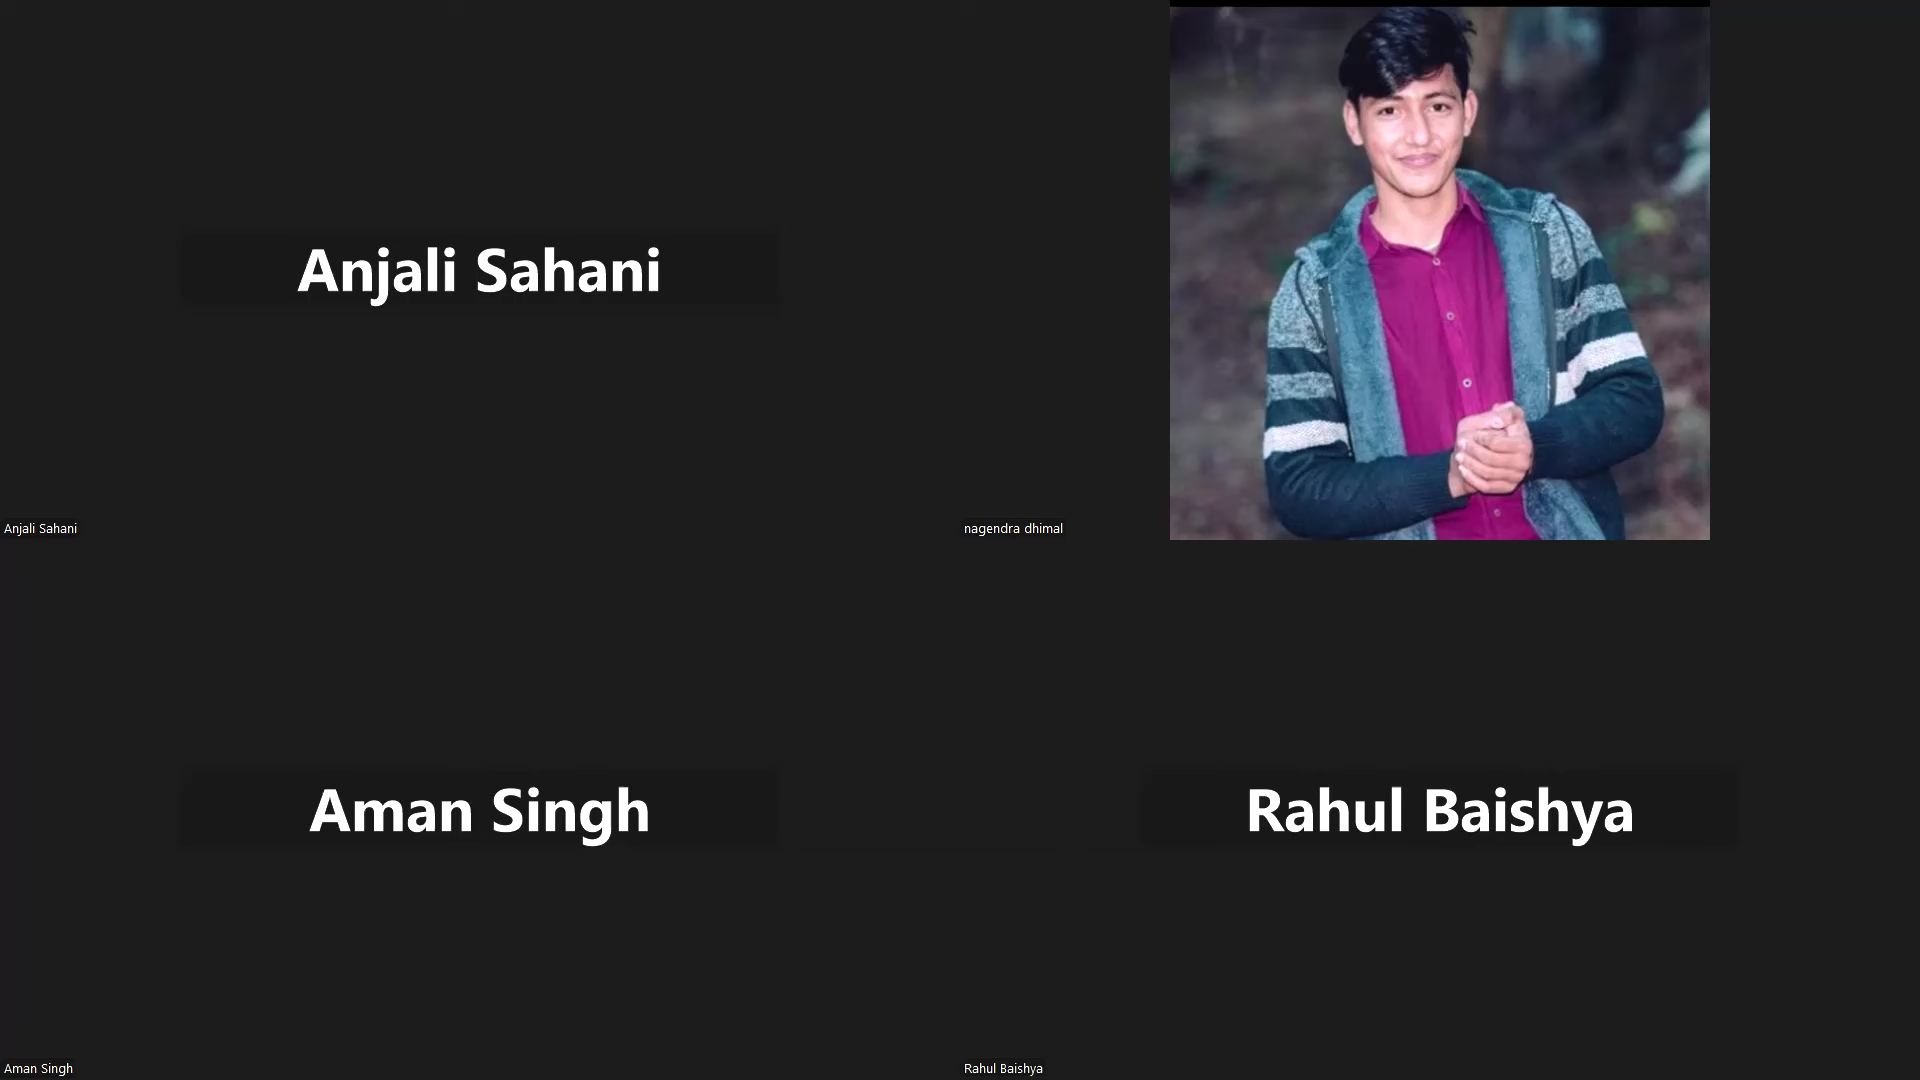 Anjali Sahani
Anjali Sahani
nagendra dhimal
Aman Singh
Rahul Baishya
Aman Singh
Rahul Baishya